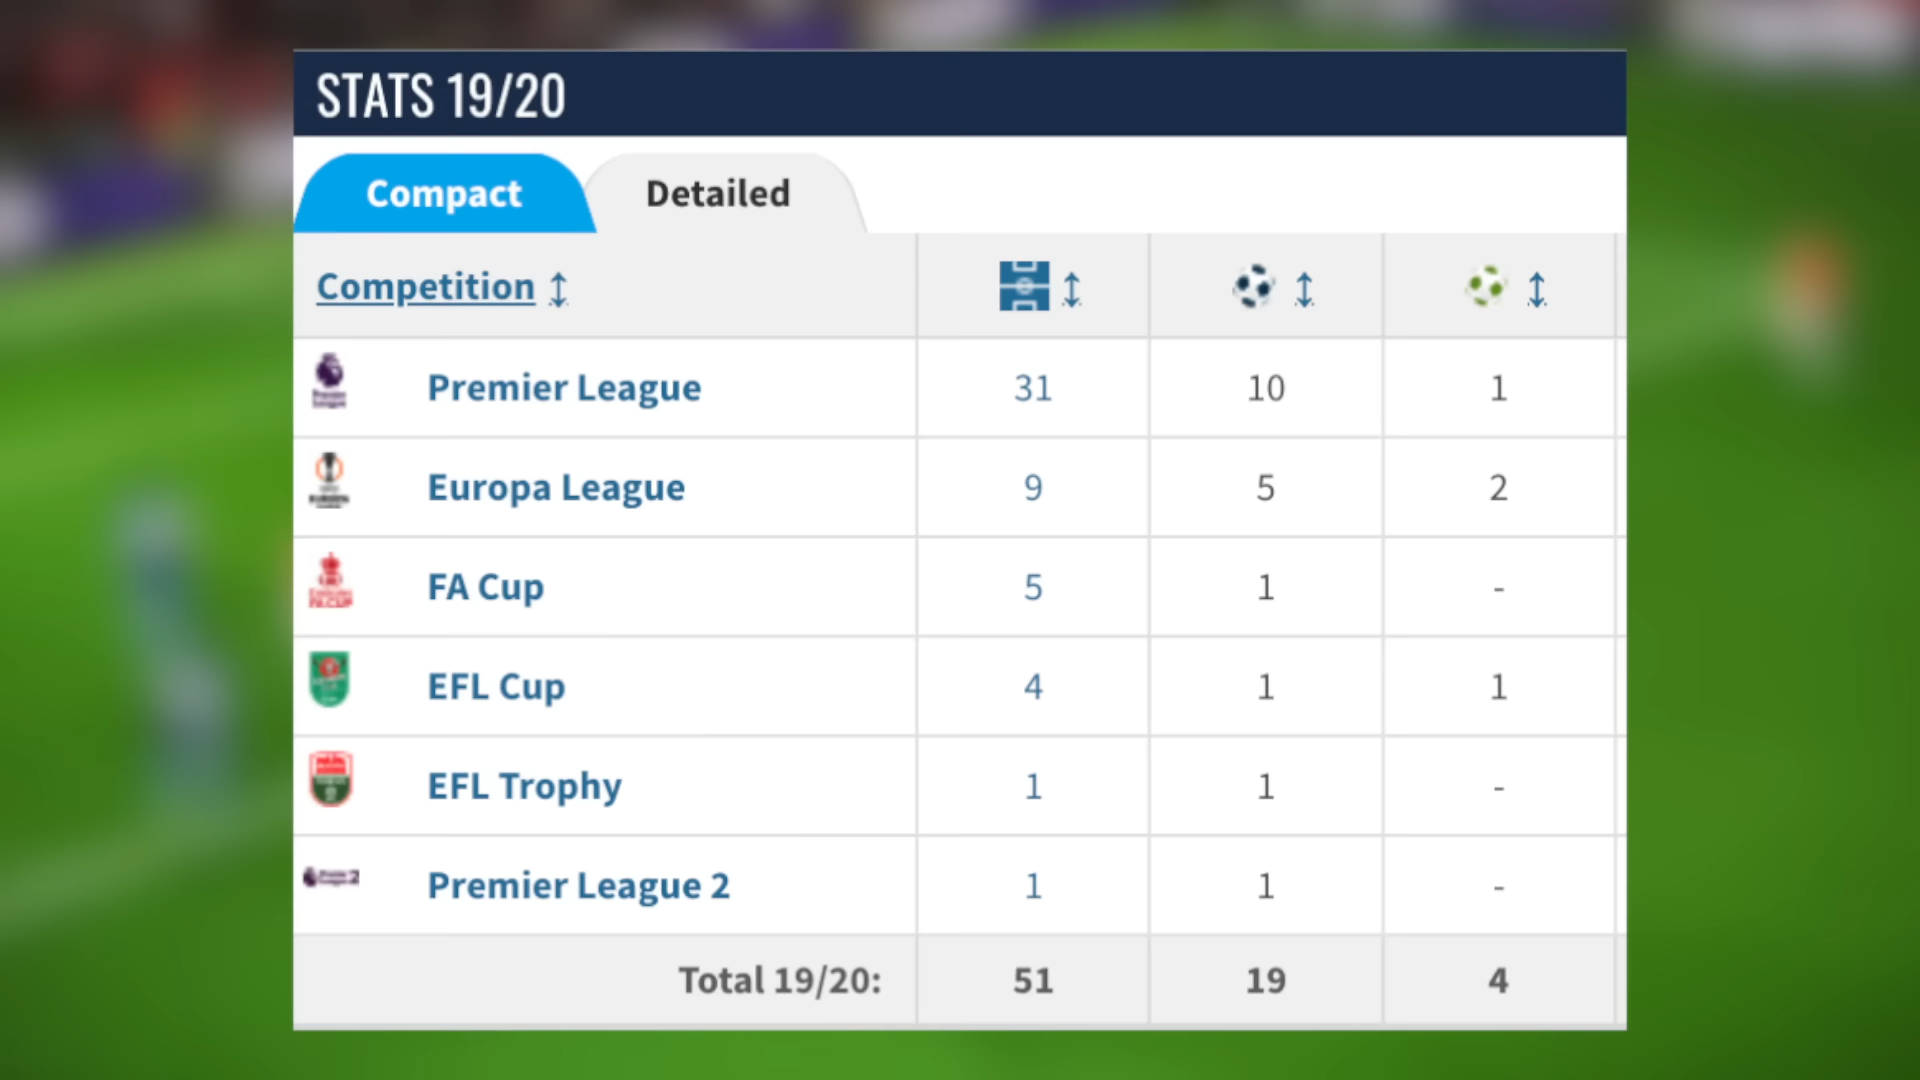 STATS 19/20
Compact Detailed
Competition
Premier League 31 10 1
Europa League 9 5 2
FA Cup 5 1 -
EFL Cup 4 1 1
EFL Trophy 1 1 -
Premier League 2 1 1 -
Total 19/20: 51 19 4